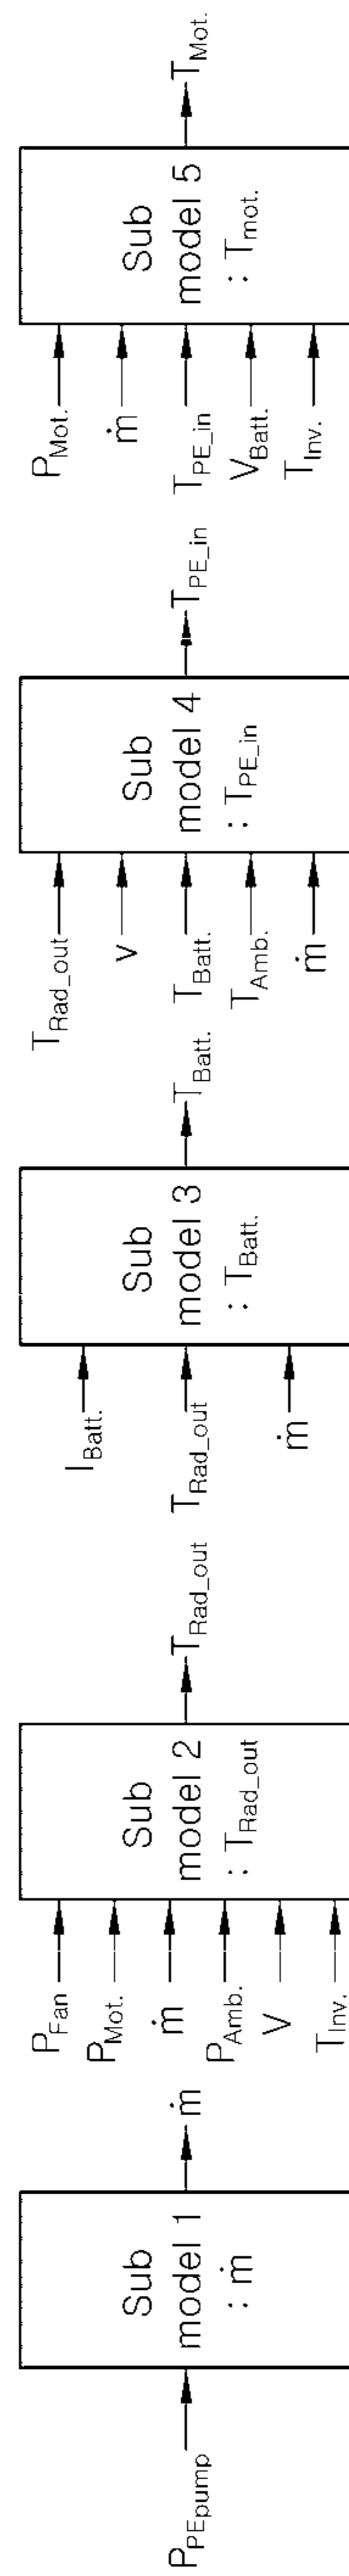 P_PEpump
Sub
model 1
: ṁ
ṁ
P_Fan
P_Mot.
ṁ
P_Amb.
V
T_Inv.
Sub
model 2
: T_Rad_out
T_Rad_out
I_Batt.
T_Rad_out
ṁ
Sub
model 3
: T_Batt.
T_Batt.
T_Rad_out
v
T_Batt.
T_Amb.
ṁ
Sub
model 4
: T_PE_in
T_PE_in
P_Mot.
ṁ
T_PE_in
V_Batt.
T_Inv.
Sub
model 5
: T_mot.
T_Mot.